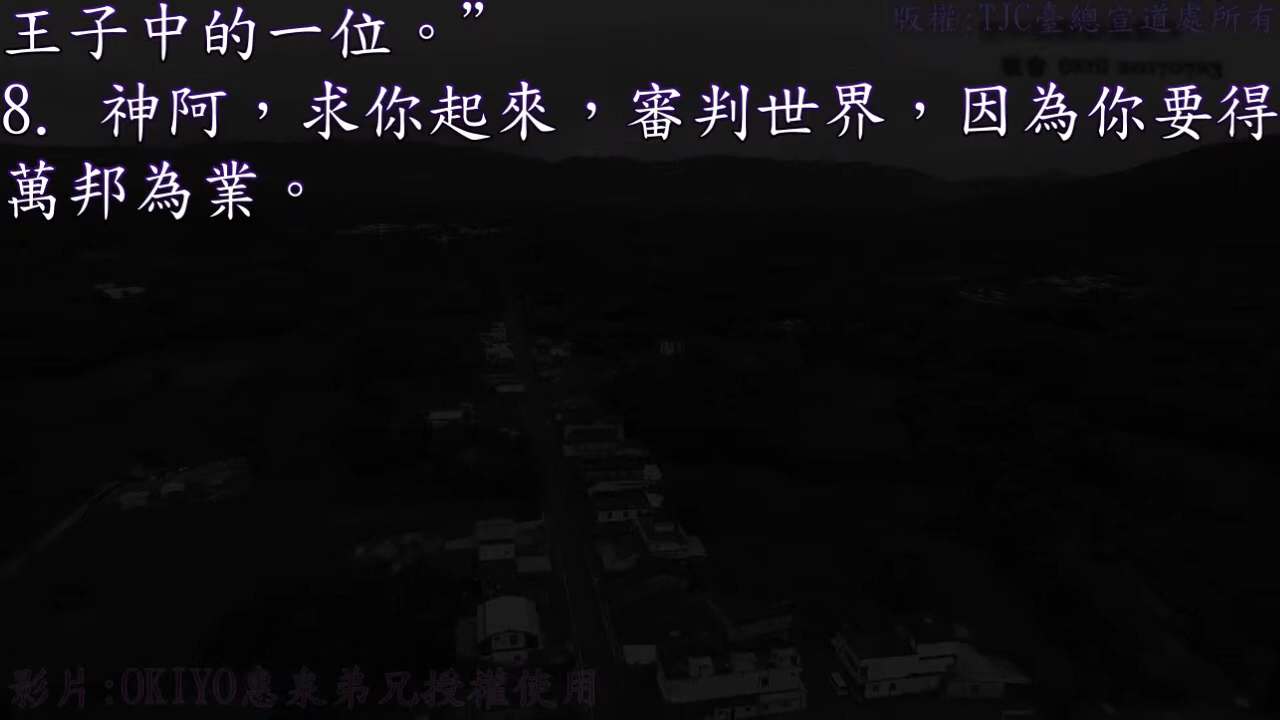 王子中的一位。”
版權:TJC臺總宣道處所有
8. 神阿，求你起來，審判世界，因為你要得
萬邦為業。
影片:OKIYO惠泉弟兄授權使用